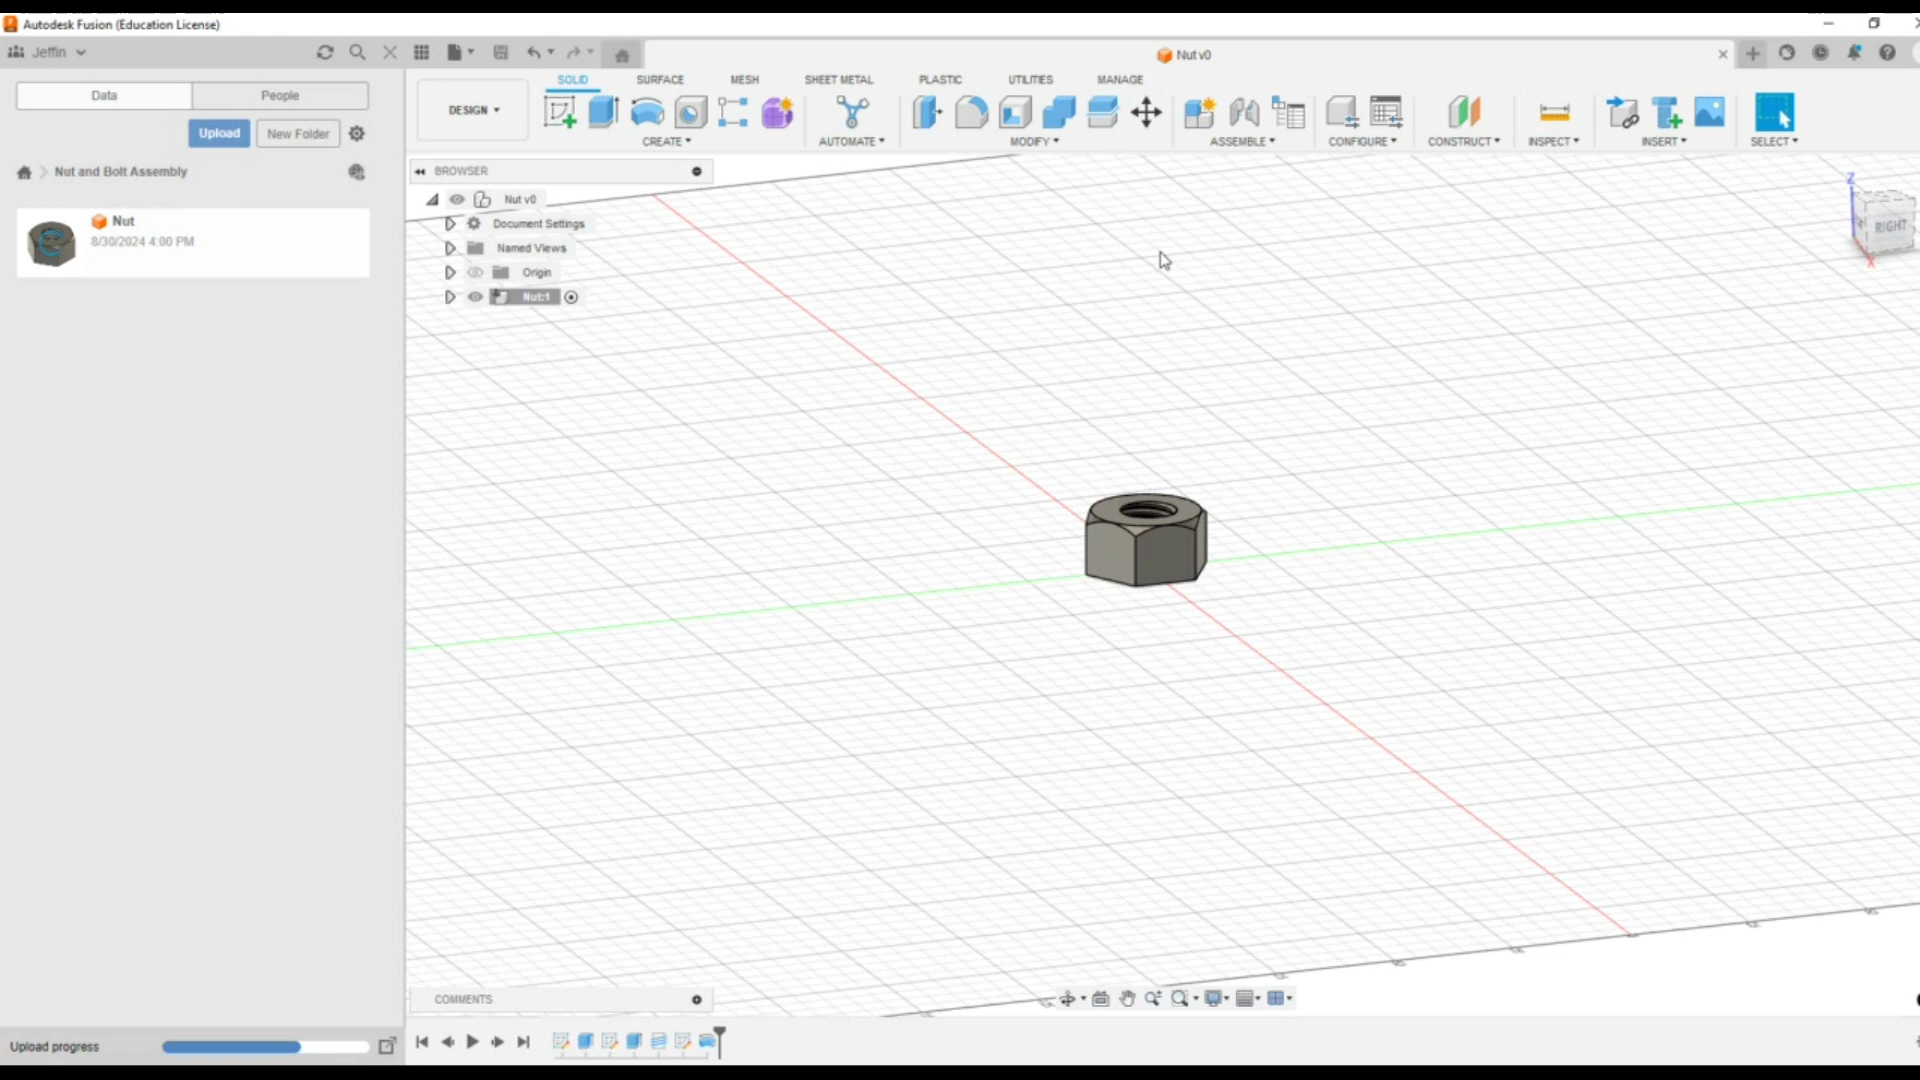 Autodesk Fusion (Education License)
Jeffin
Nut v0
Data
People
SOLID
SURFACE
MESH
SHEET METAL
PLASTIC
UTILITIES
MANAGE
DESIGN
Upload
New Folder
CREATE
AUTOMATE
MODIFY
ASSEMBLE
CONFIGURE
CONSTRUCT
INSPECT
INSERT
SELECT
Nut and Bolt Assembly
BROWSER
Nut v0
Document Settings
Named Views
Origin
Nut:1
Nut
8/30/2024 4:00 PM
Z
RIGHT
X
COMMENTS
Upload progress